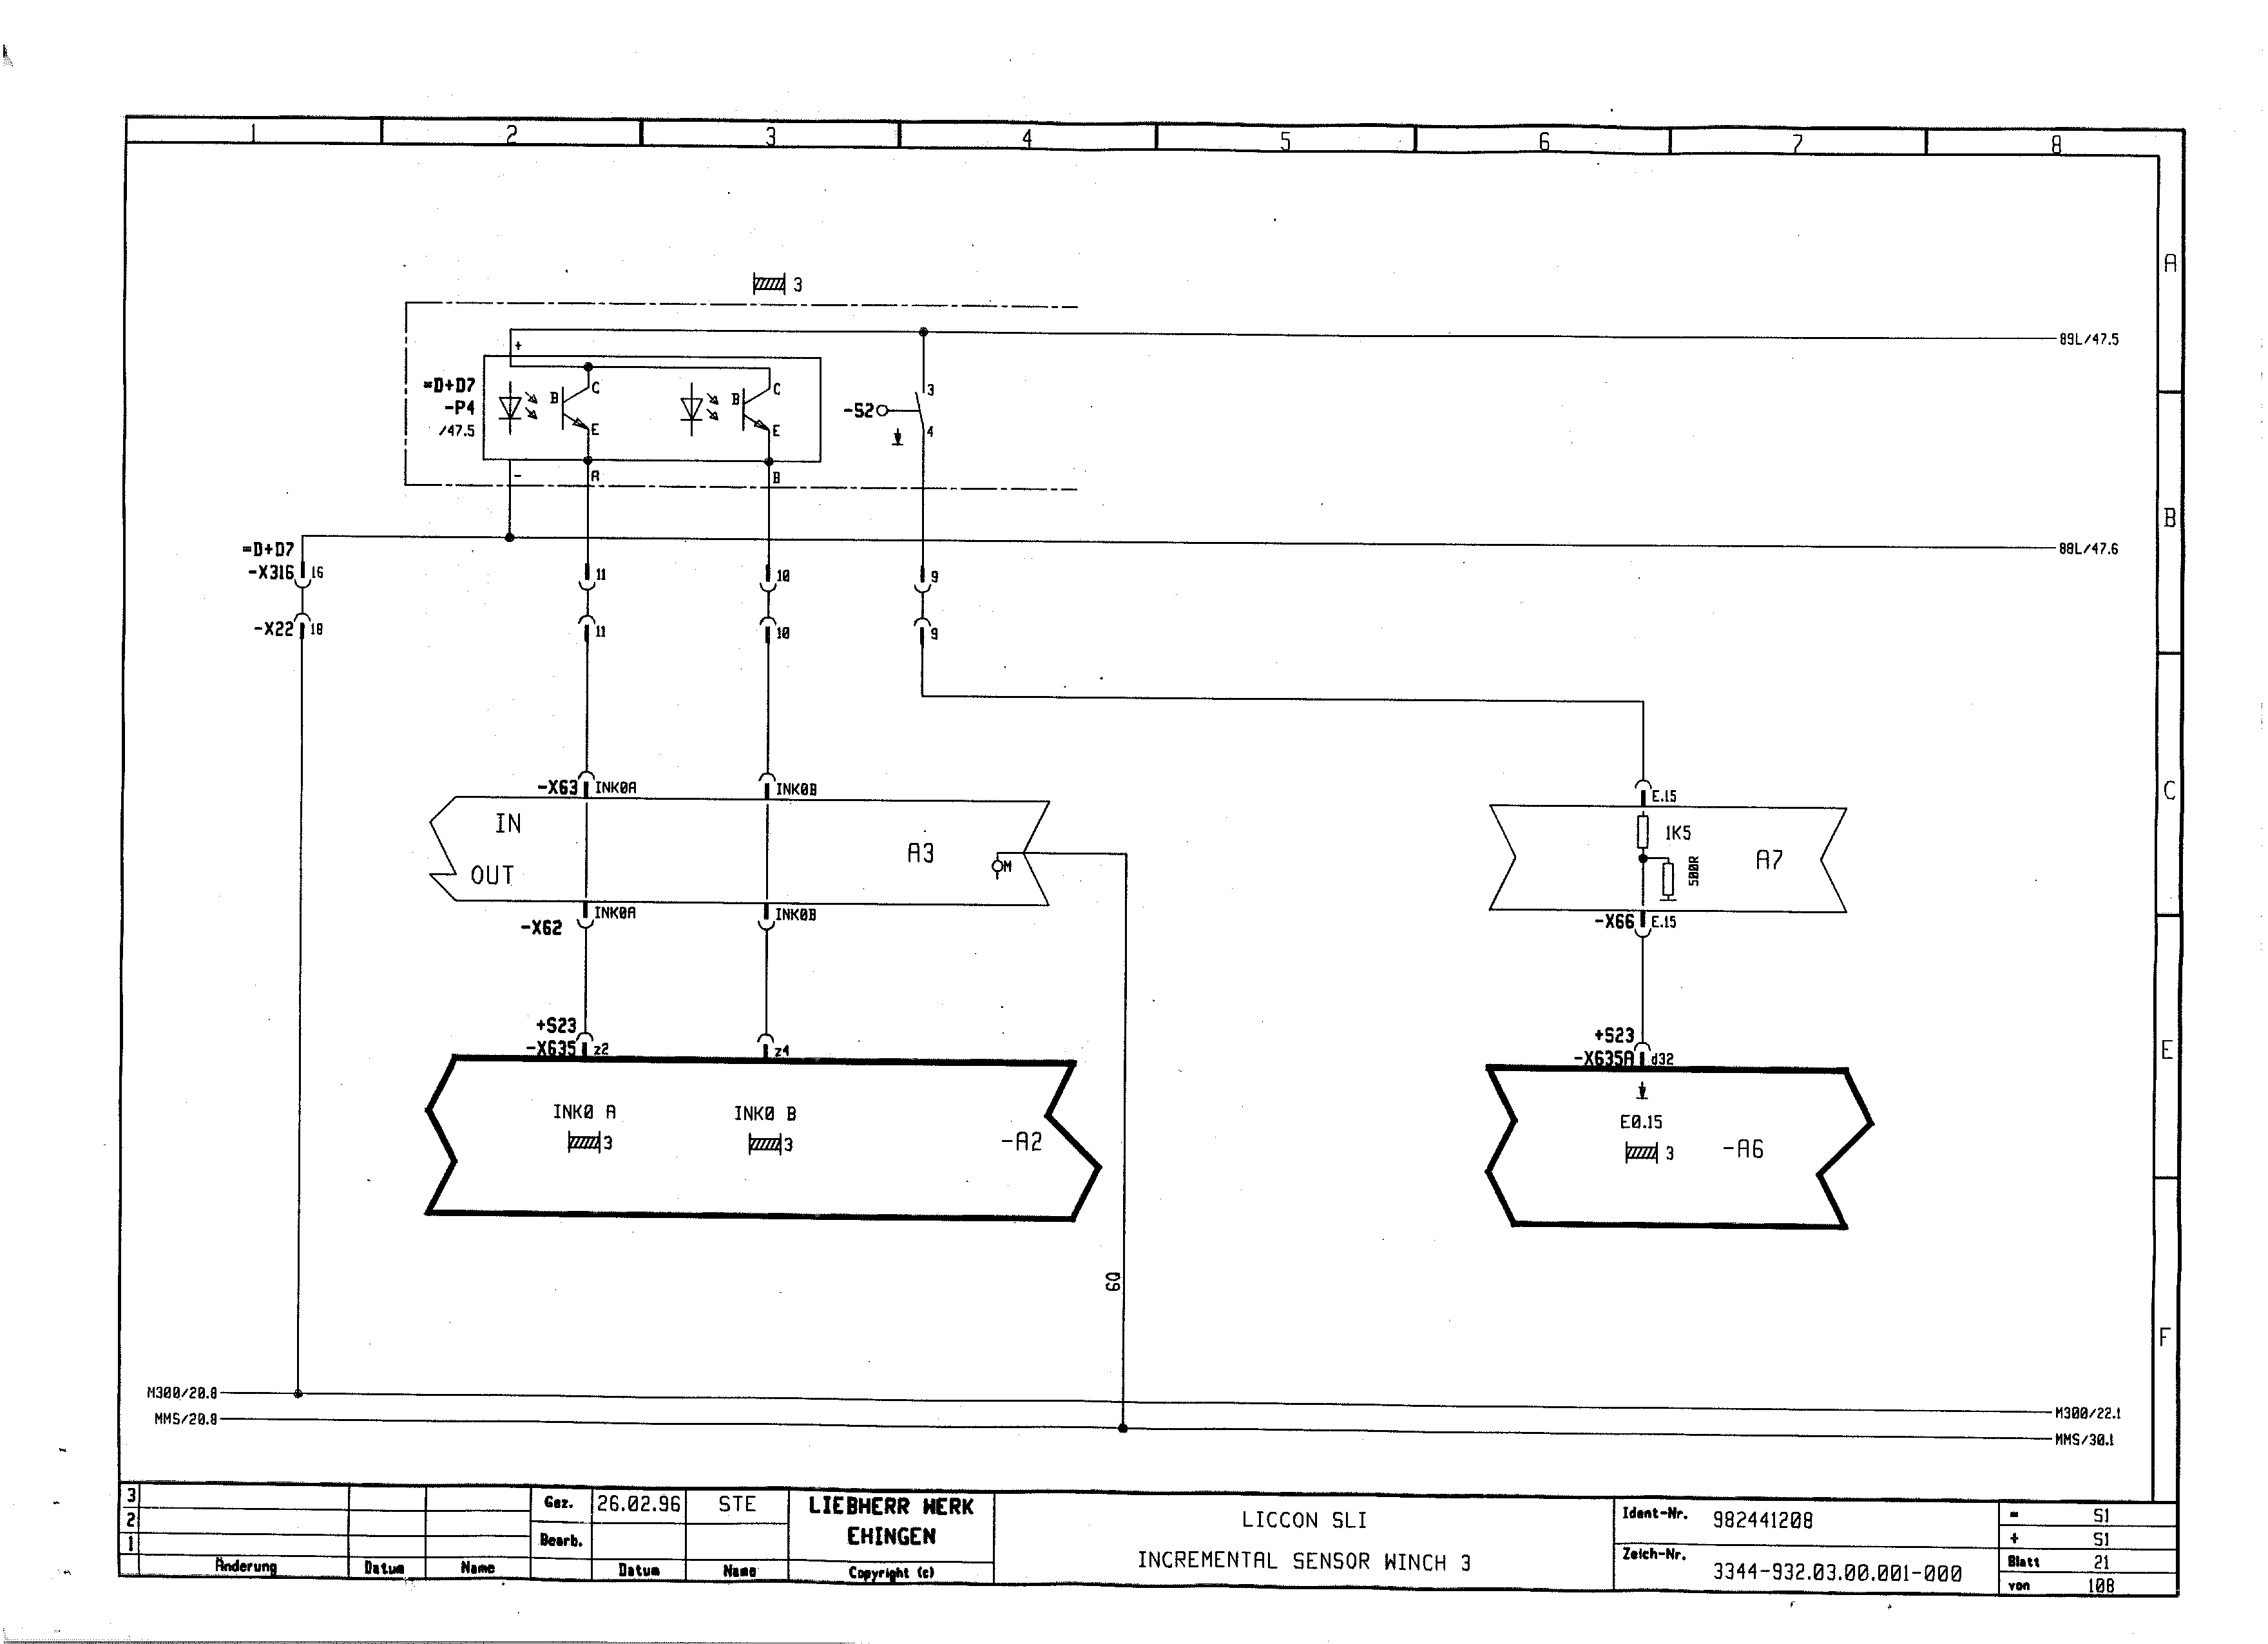 1 2 3 4 5 6 7 8
A
3
89L/47.5
+
=D+D7
-P4
/47.5
B C E
B C E
-S2
3
4
- A B
B
88L/47.6
=D+D7
-X316 16
11 10 9
-X22 18
11 10 9
-X63 INK0A INK0B
E.15
C
IN
OUT
A3
M
1K5
500R
A7
-X62 INK0A INK0B
-X66 E.15
+S23
-X635 z2 z4
+S23
-X635A d32
E
INK0 A INK0 B
3 3
-A2
E0.15
3
-A6
GQ
F
M300/20.8 M300/22.1
MMS/20.8 MMS/30.1
3
2
1
Änderung Datum Name
Gez. 26.02.96 STE
Bearb.
Datum Name
LIEBHERR WERK
EHINGEN
Copyright (c)
LICCON SLI
INCREMENTAL SENSOR WINCH 3
Ident-Nr. 982441208
Zeich-Nr. 3344-932.03.00.001-000
= S1
+ S1
Blatt 21
von 108